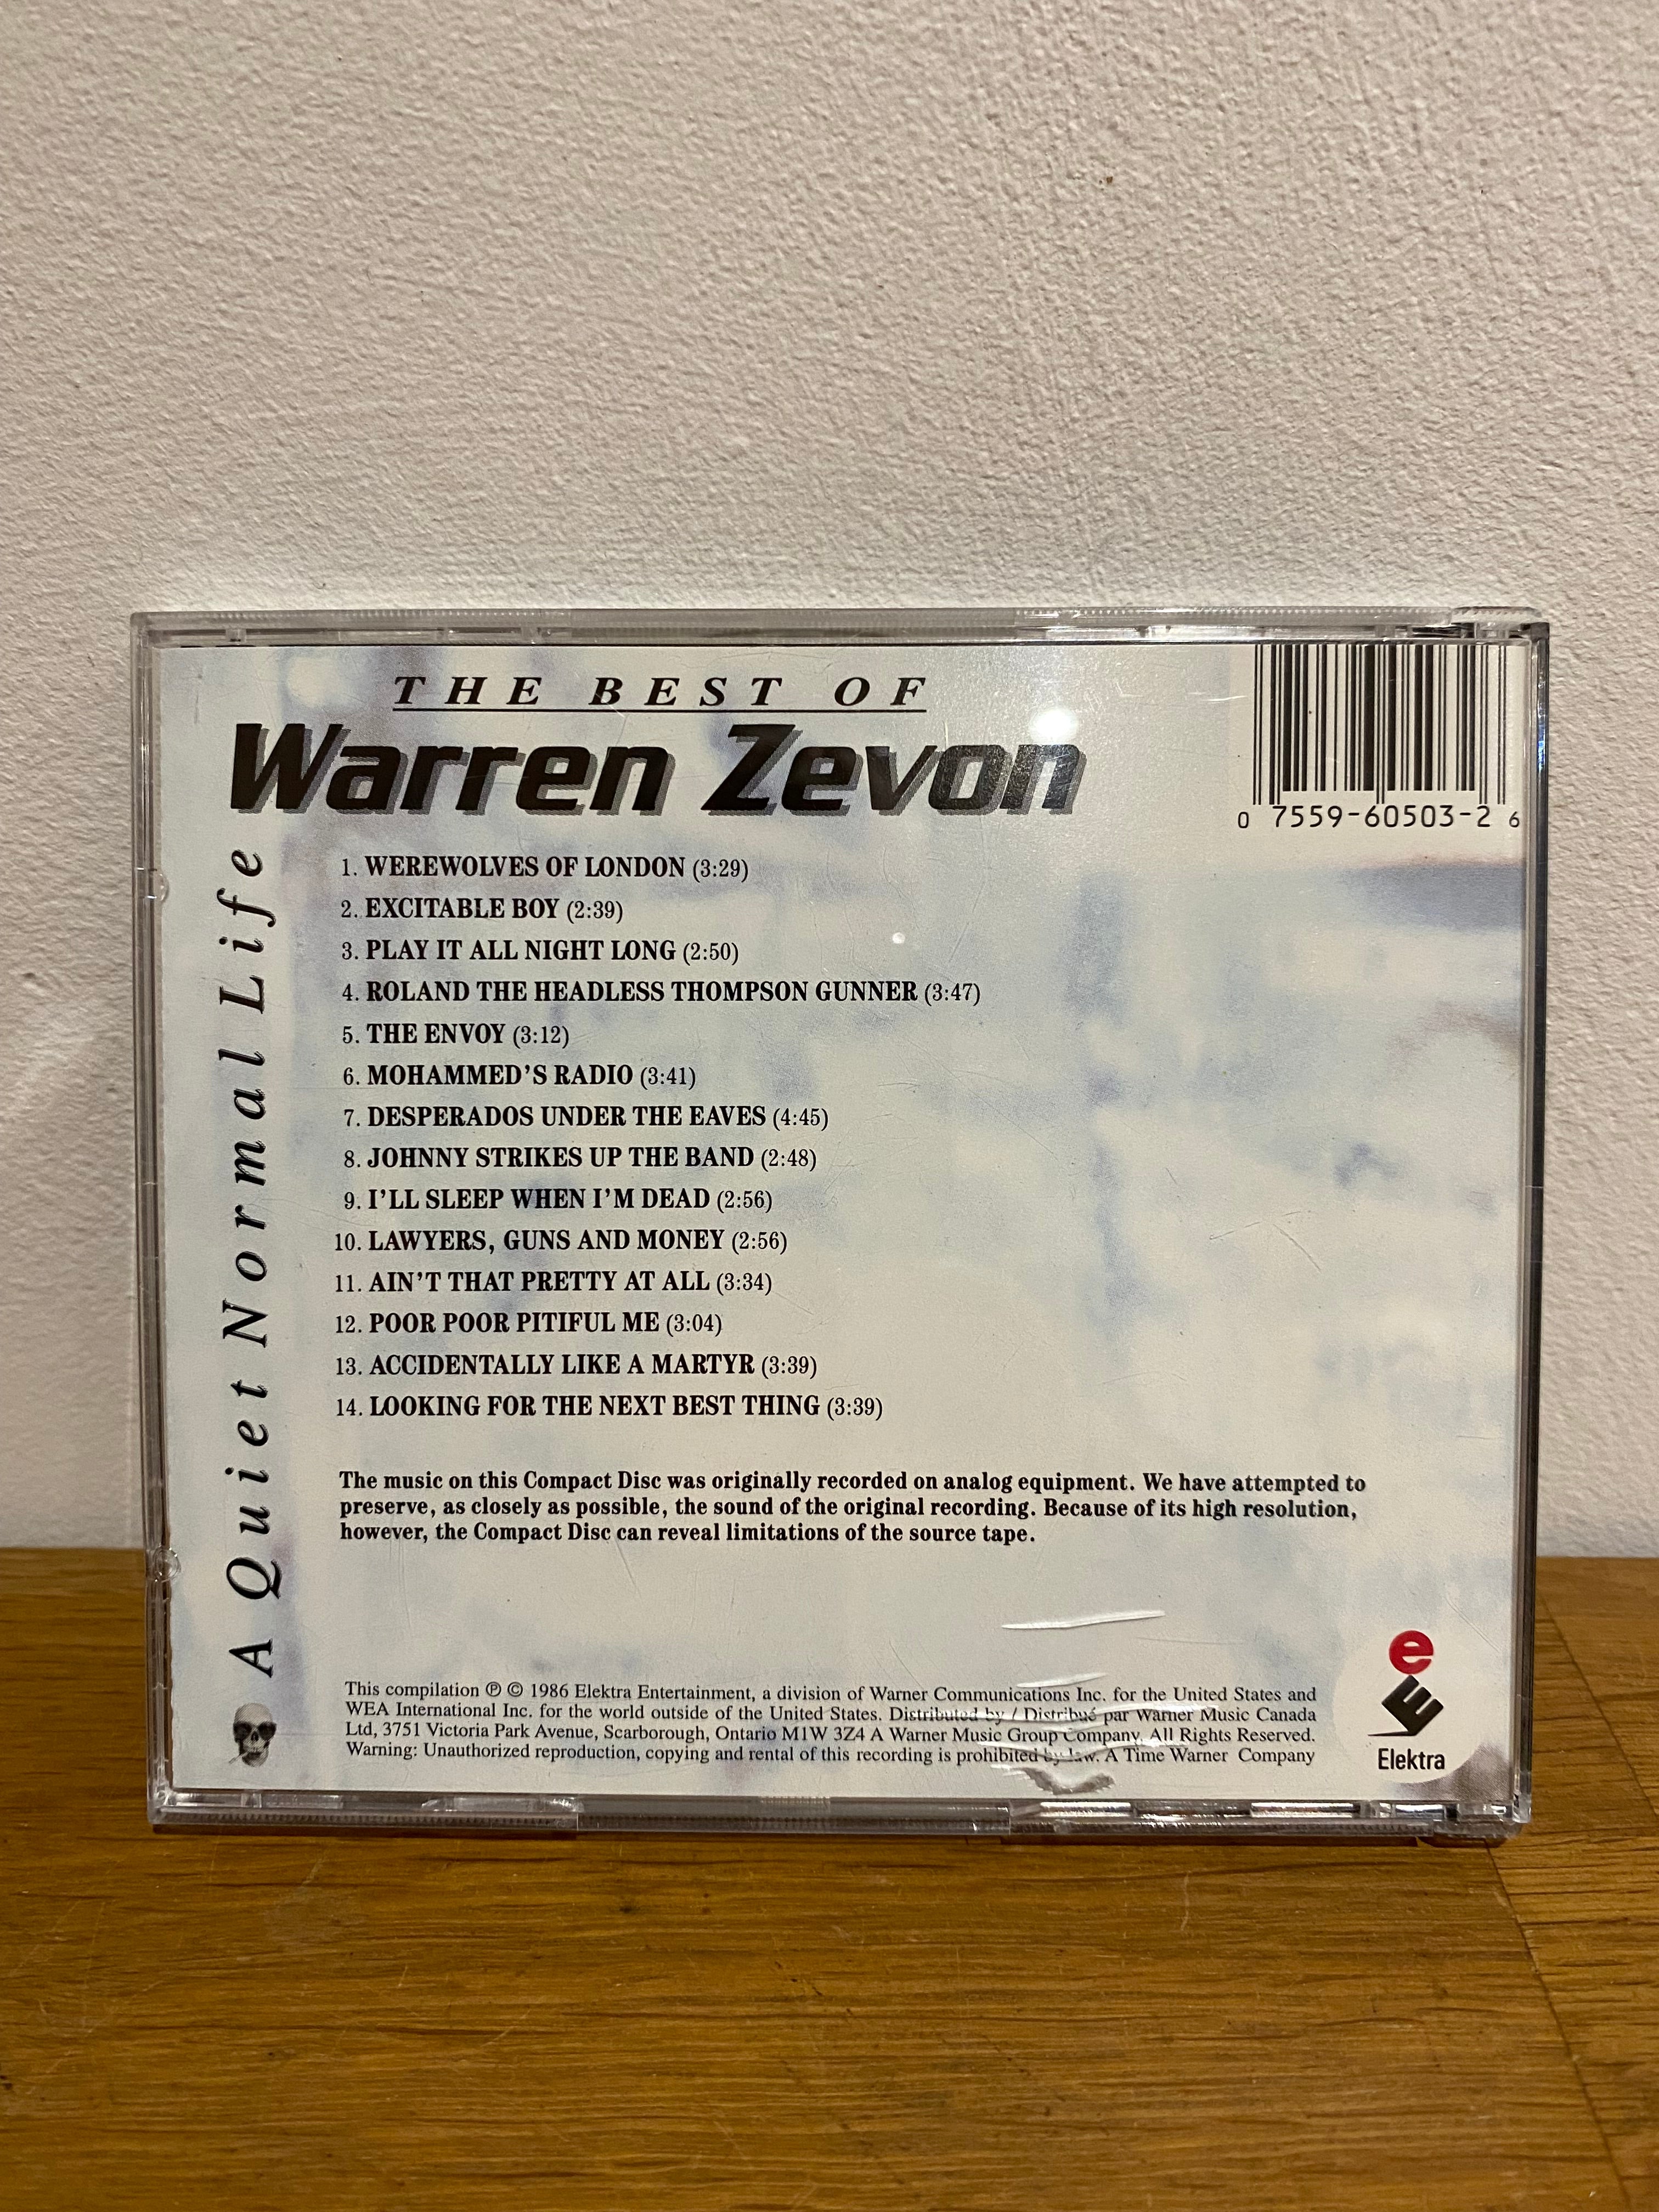 THE BEST OF
Warren Zevon
0 7559-60503-2 6
A Quiet Normal Life
1. WEREWOLVES OF LONDON (3:29)
2. EXCITABLE BOY (2:39)
3. PLAY IT ALL NIGHT LONG (2:50)
4. ROLAND THE HEADLESS THOMPSON GUNNER (3:47)
5. THE ENVOY (3:12)
6. MOHAMMED'S RADIO (3:41)
7. DESPERADOS UNDER THE EAVES (4:45)
8. JOHNNY STRIKES UP THE BAND (2:48)
9. I'LL SLEEP WHEN I'M DEAD (2:56)
10. LAWYERS, GUNS AND MONEY (2:56)
11. AIN'T THAT PRETTY AT ALL (3:34)
12. POOR POOR PITIFUL ME (3:04)
13. ACCIDENTALLY LIKE A MARTYR (3:39)
14. LOOKING FOR THE NEXT BEST THING (3:39)
The music on this Compact Disc was originally recorded on analog equipment. We have attempted to
preserve, as closely as possible, the sound of the original recording. Because of its high resolution,
however, the Compact Disc can reveal limitations of the source tape.
This compilation ℗ © 1986 Elektra Entertainment, a division of Warner Communications Inc. for the United States and
WEA International Inc. for the world outside of the United States. Distributed by / Distribué par Warner Music Canada
Ltd, 3751 Victoria Park Avenue, Scarborough, Ontario M1W 3Z4 A Warner Music Group Company. All Rights Reserved.
Warning: Unauthorized reproduction, copying and rental of this recording is prohibited by law. A Time Warner Company
e
E
Elektra